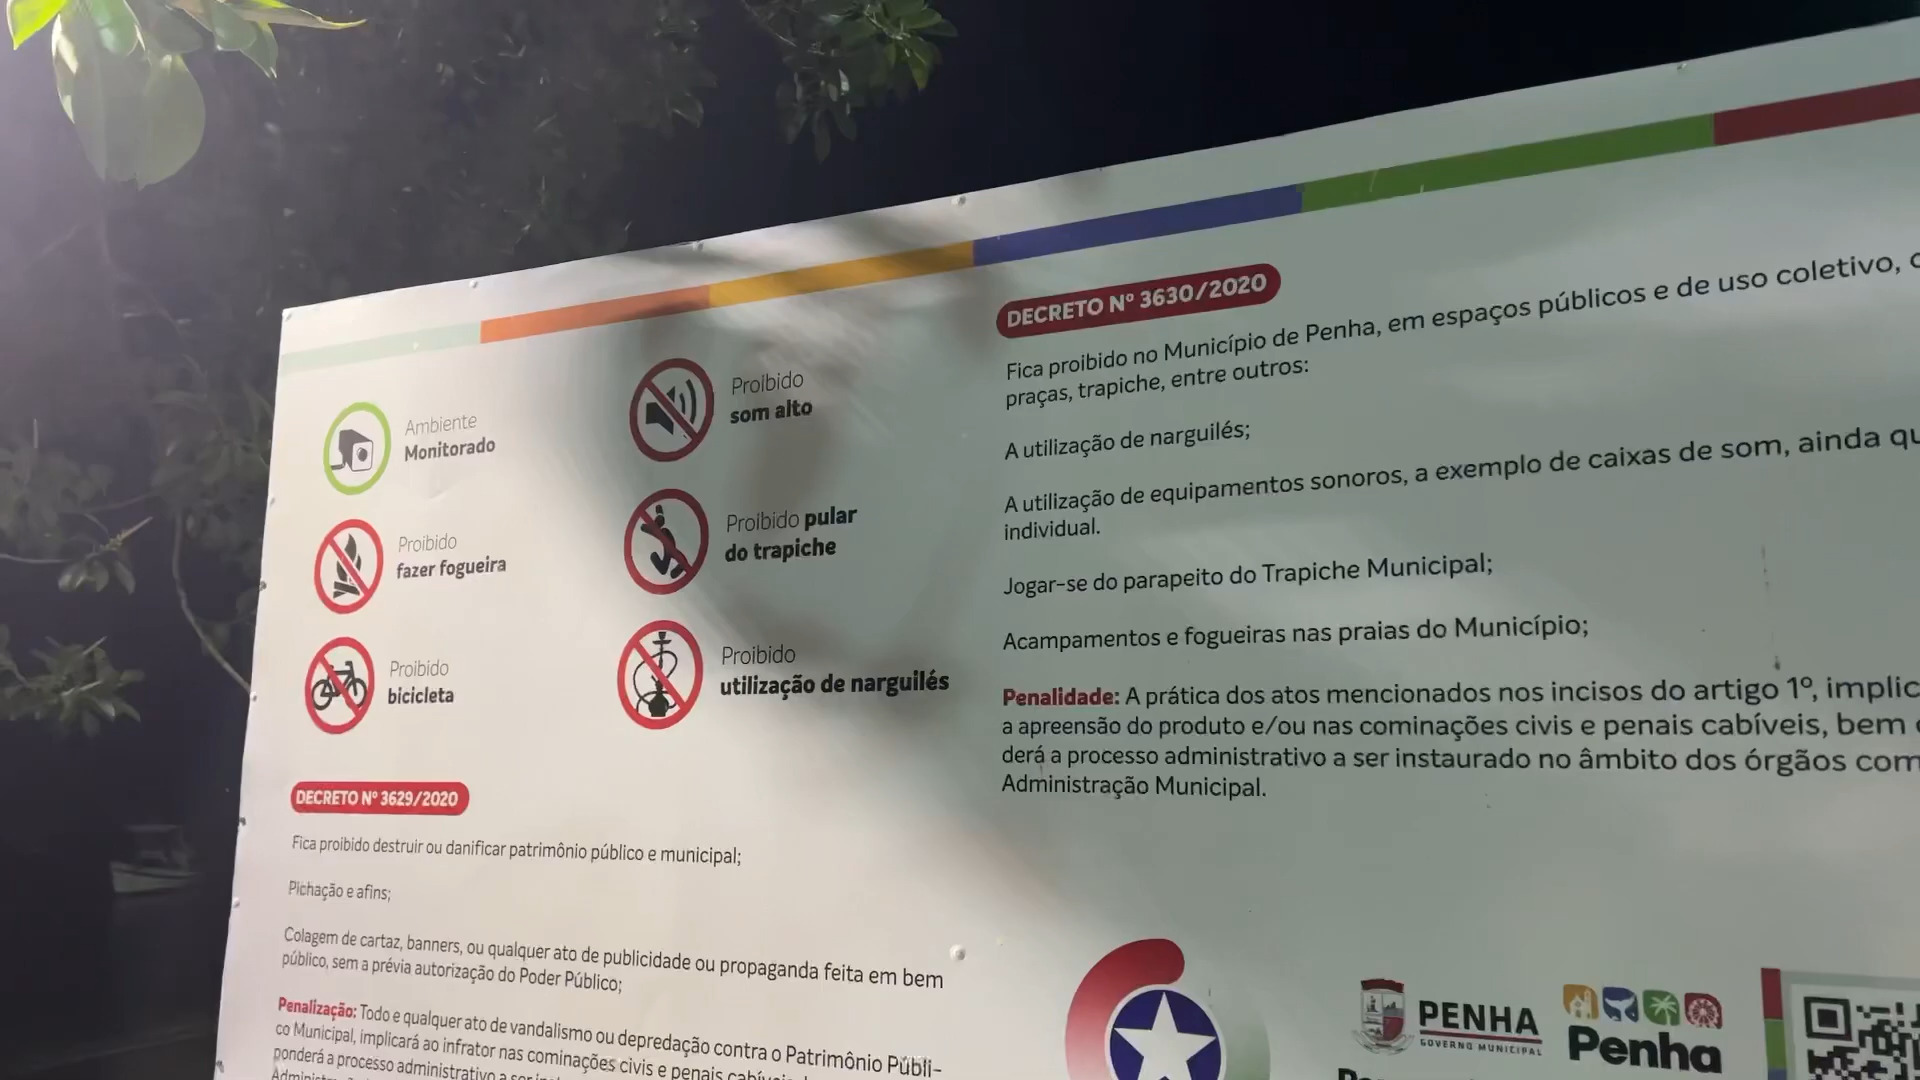 Ambiente
Monitorado
Proibido
fazer fogueira
Proibido
bicicleta
Proibido
som alto
Proibido pular
do trapiche
Proibido
utilização de narguilés
DECRETO Nº 3629/2020
Fica proibido destruir ou danificar patrimônio público e municipal;
Pichação e afins;
Colagem de cartaz, banners, ou qualquer ato de publicidade ou propaganda feita em bem
público, sem a prévia autorização do Poder Público;
Penalização: Todo e qualquer ato de vandalismo ou depredação contra o Patrimônio Públi-
co Municipal, implicará ao infrator nas cominações civis e penais
ponderá a processo administrativo a ser
DECRETO Nº 3630/2020
Fica proibido no Município de Penha, em espaços públicos e de uso coletivo,
praças, trapiche, entre outros:
A utilização de narguilés;
A utilização de equipamentos sonoros, a exemplo de caixas de som, ainda
individual.
Jogar-se do parapeito do Trapiche Municipal;
Acampamentos e fogueiras nas praias do Município;
Penalidade: A prática dos atos mencionados nos incisos do artigo 1º, implic
a apreensão do produto e/ou nas cominações civis e penais cabíveis, bem
derá a processo administrativo a ser instaurado no âmbito dos órgãos com
Administração Municipal.
PENHA
GOVERNO MUNICIPAL
Penha